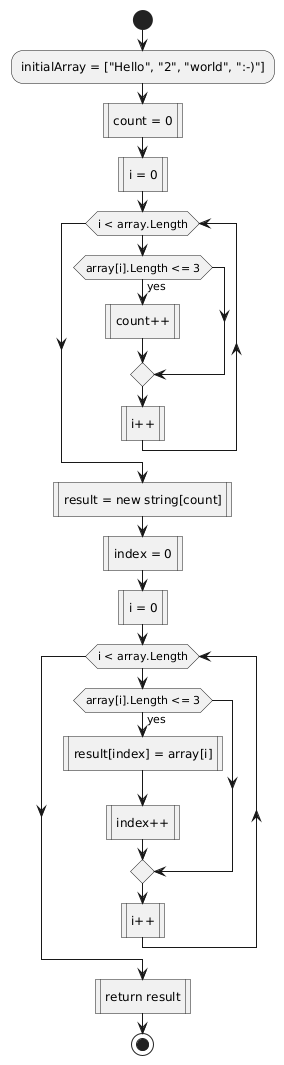 initialArray = ["Hello", "2", "world", ":-)"]
count = 0
i = 0
i < array.Length
array[i].Length <= 3
yes
count++
i++
result = new string[count]
index = 0
i = 0
i < array.Length
array[i].Length <= 3
yes
result[index] = array[i]
index++
i++
return result